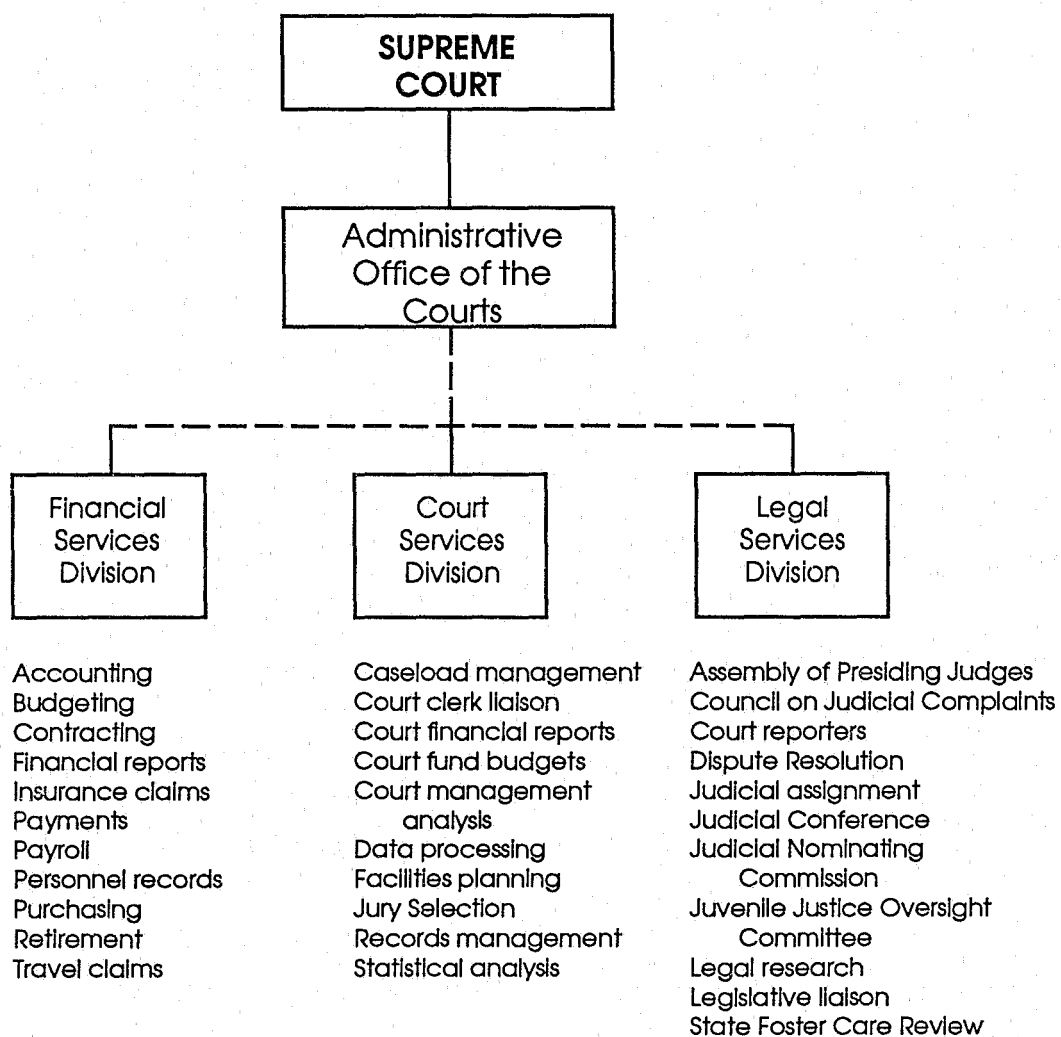 SUPREME
COURT
Administrative
Office of the
Courts
Financial
Services
Division
Court
Services
Division
Legal
Services
Division
Accounting
Budgeting
Contracting
Financial reports
Insurance claims
Payments
Payroll
Personnel records
Purchasing
Retirement
Travel claims
Caseload management
Court clerk liaison
Court financial reports
Court fund budgets
Court management
analysis
Data processing
Facilities planning
Jury Selection
Records management
Statistical analysis
Assembly of Presiding Judges
Council on Judicial Complaints
Court reporters
Dispute Resolution
Judicial assignment
Judicial Conference
Judicial Nominating
Commission
Juvenile Justice Oversight
Committee
Legal research
Legislative liaison
State Foster Care Review